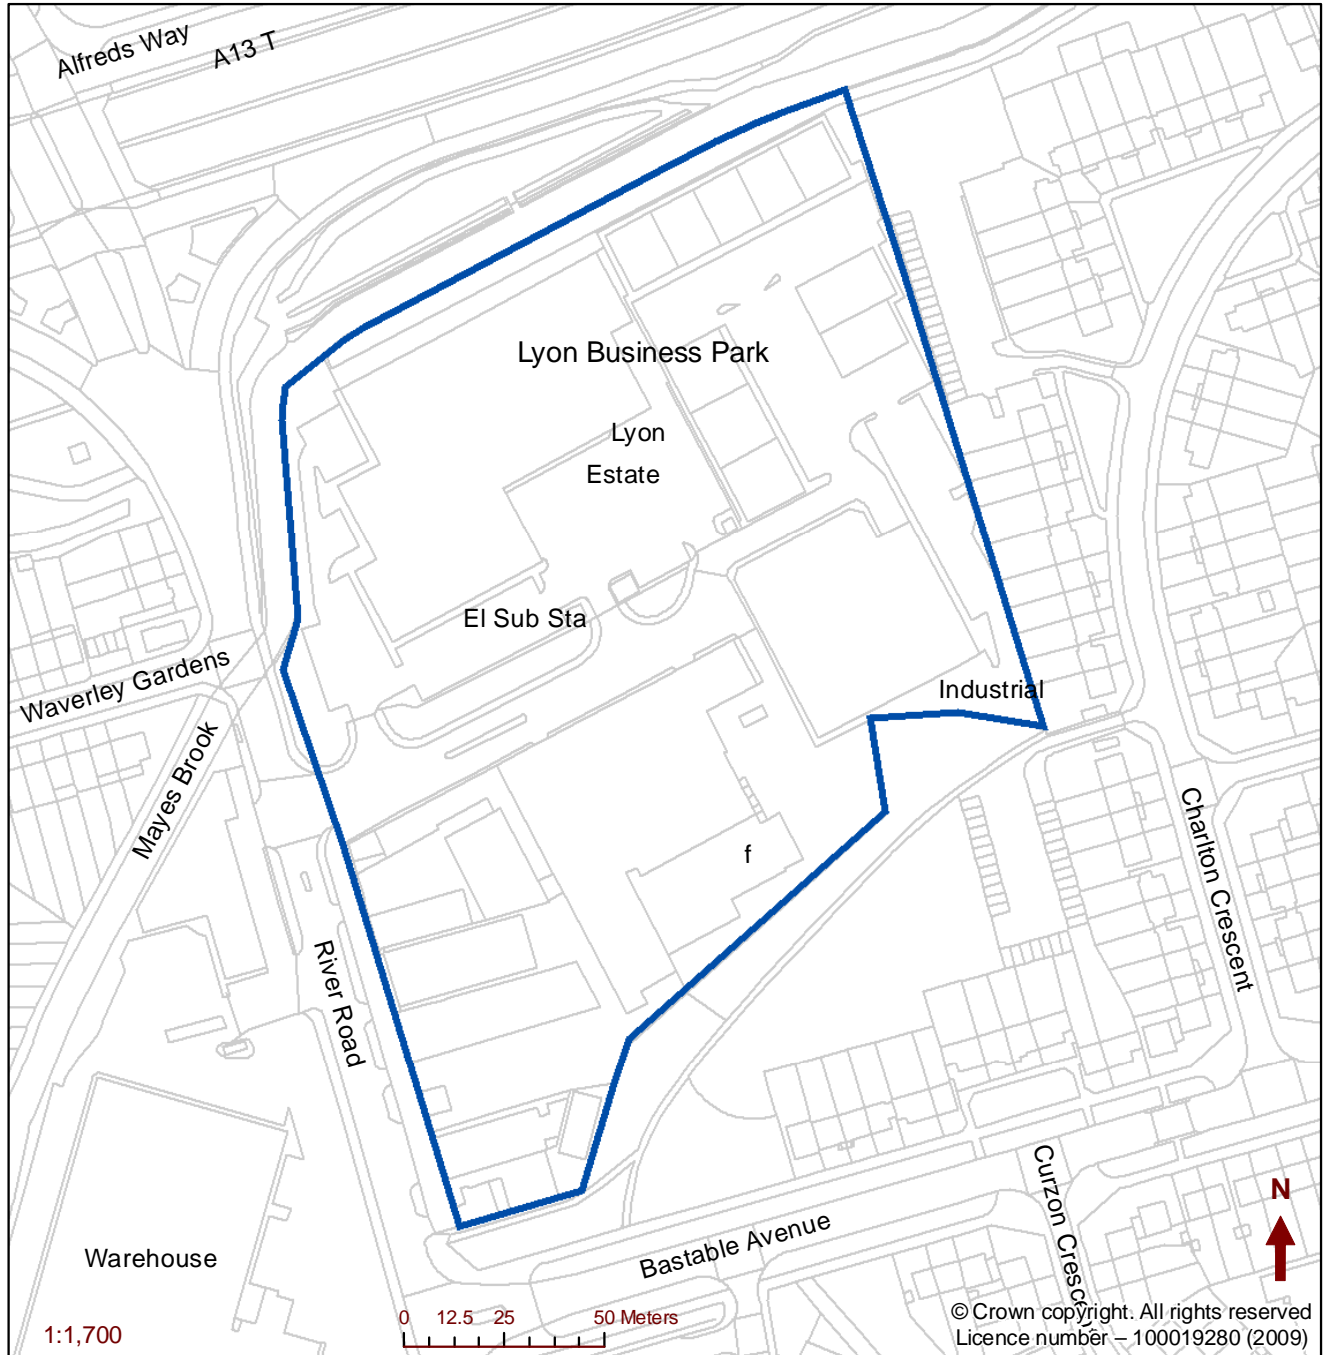 Alfreds Way
A13 T
Lyon Business Park
Lyon
Estate
El Sub Sta
Industrial
Waverley Gardens
Mayes Brook
f
Charlton Crescent
River Road
Curzon Crescent
Bastable Avenue
Warehouse
N
0 12.5 25 50 Meters
1:1,700
© Crown copyright. All rights reserved
Licence number – 100019280 (2009)